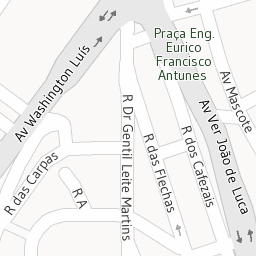 Praça Eng.
Eurico
Francisco
Antunes
Av Washington Luís
Av Mascote
Av Ver João de Luca
R Dr Gentil Leite Martins
R das Flechas
R dos Cafezais
R das Carpas
R A